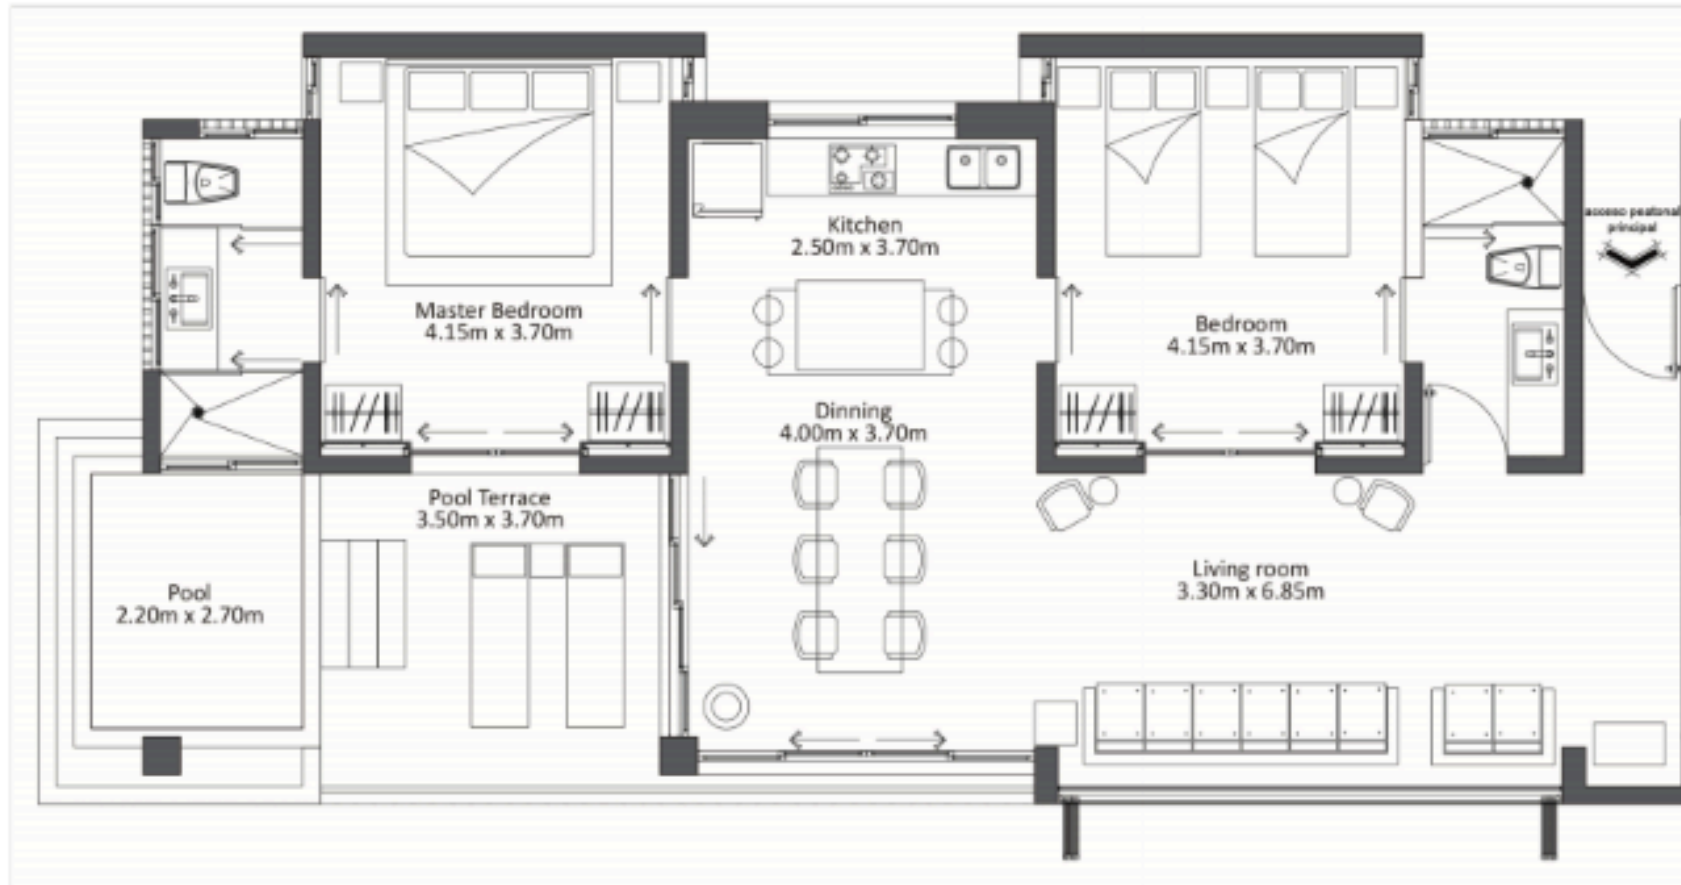 Kitchen
2.50m x 3.70m
acceso peatonal
principal
Master Bedroom
4.15m x 3.70m
Bedroom
4.15m x 3.70m
Dinning
4.00m x 3.70m
Pool Terrace
3.50m x 3.70m
Pool
2.20m x 2.70m
Living room
3.30m x 6.85m